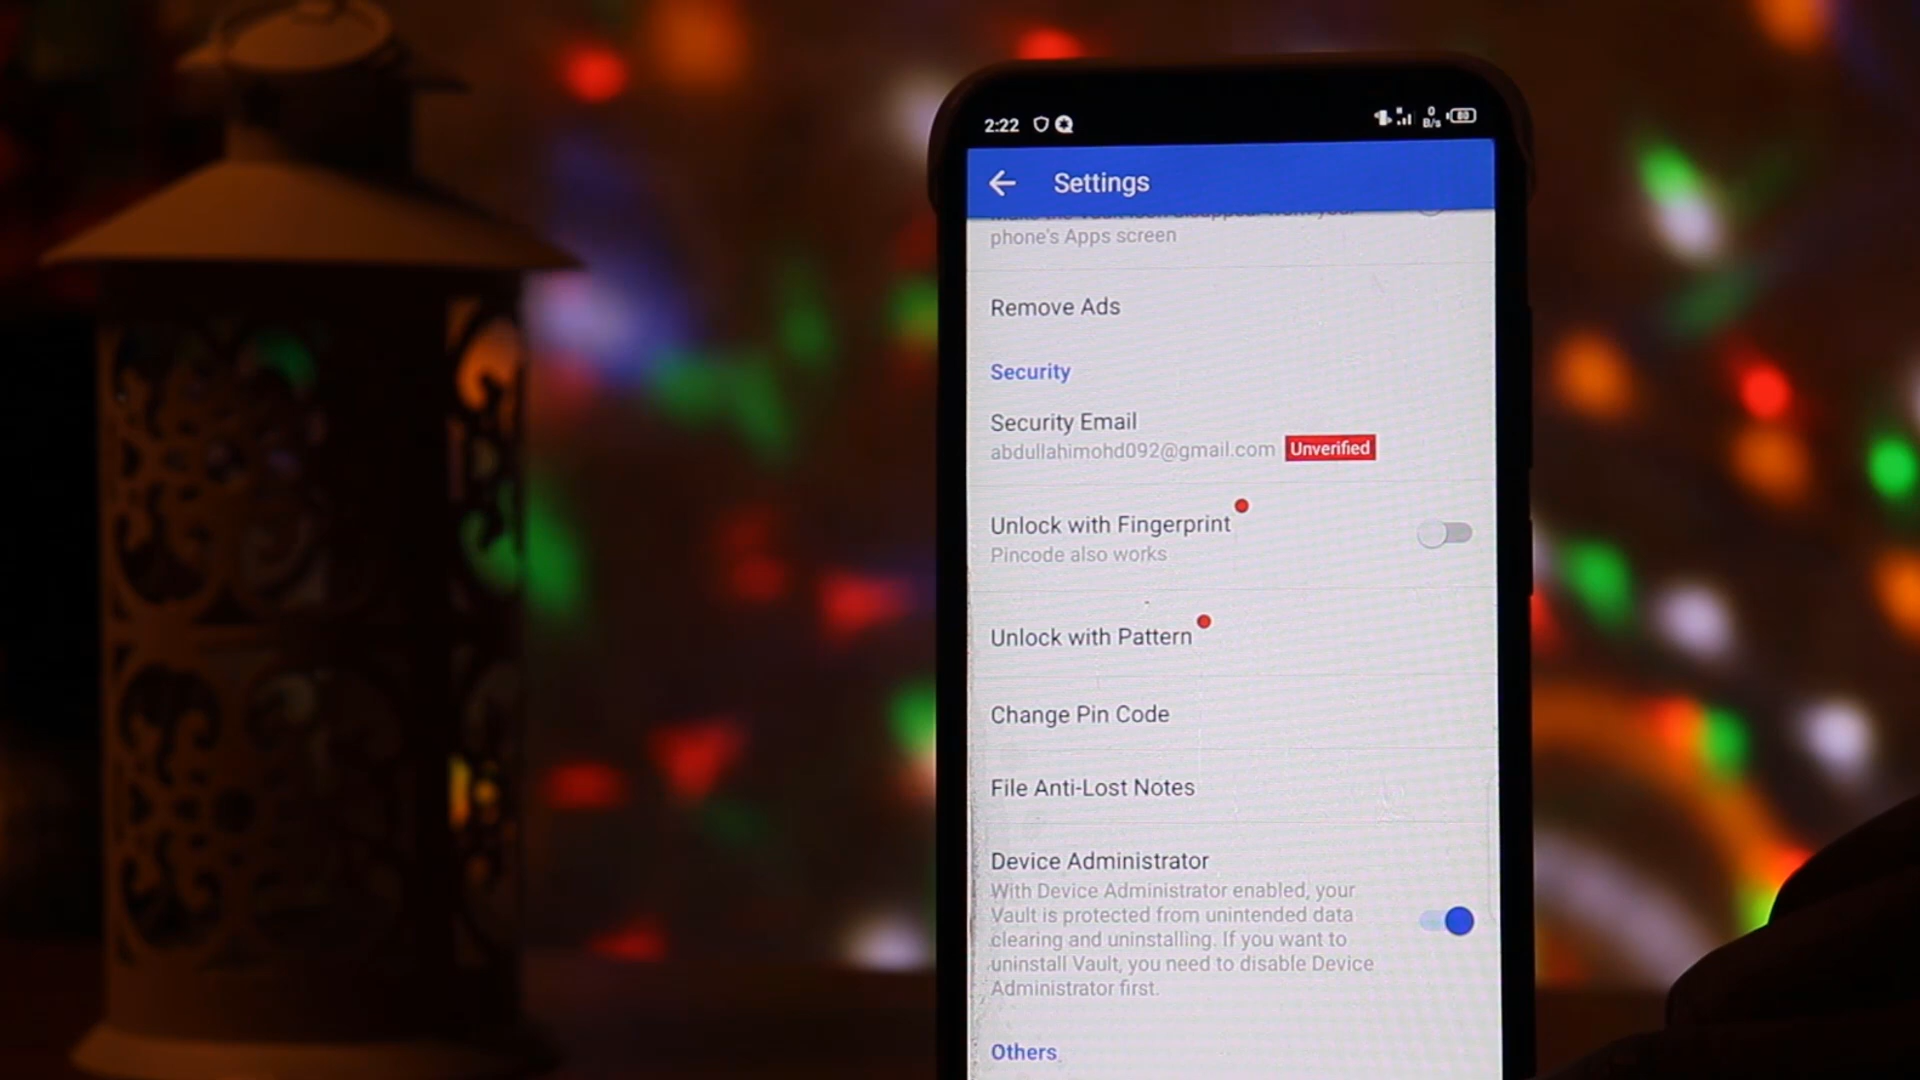 2:22
0
B/s
80
Settings
phone's Apps screen
Remove Ads
Security
Security Email
abdullahimohd092@gmail.com Unverified
Unlock with Fingerprint
Pincode also works
Unlock with Pattern
Change Pin Code
File Anti-Lost Notes
Device Administrator
With Device Administrator enabled, your
Vault is protected from unintended data
clearing and uninstalling. If you want to
uninstall Vault, you need to disable Device
Administrator first.
Others